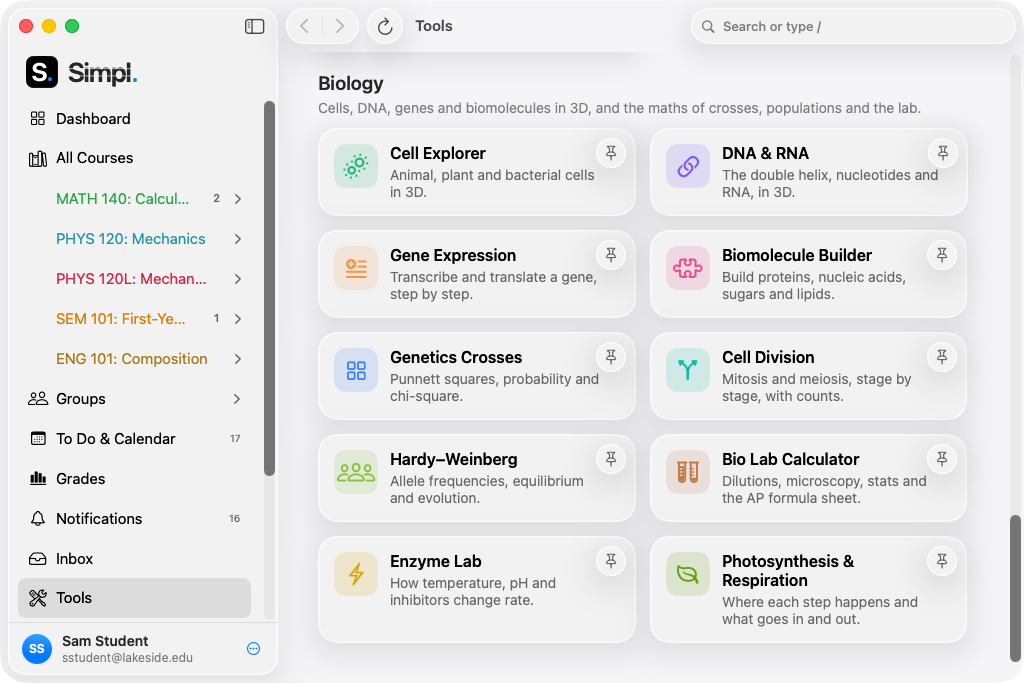 Tools
Search or type /
S.
Simpl.
Dashboard
All Courses
MATH 140: Calcul... 2
PHYS 120: Mechanics
PHYS 120L: Mechan...
SEM 101: First-Ye... 1
ENG 101: Composition
Groups
To Do & Calendar 17
Grades
Notifications 16
Inbox
Tools
SS
Sam Student
sstudent@lakeside.edu
Biology
Cells, DNA, genes and biomolecules in 3D, and the maths of crosses, populations and the lab.
Cell Explorer
Animal, plant and bacterial cells
in 3D.
DNA & RNA
The double helix, nucleotides and
RNA, in 3D.
Gene Expression
Transcribe and translate a gene,
step by step.
Biomolecule Builder
Build proteins, nucleic acids,
sugars and lipids.
Genetics Crosses
Punnett squares, probability and
chi-square.
Cell Division
Mitosis and meiosis, stage by
stage, with counts.
Hardy–Weinberg
Allele frequencies, equilibrium
and evolution.
Bio Lab Calculator
Dilutions, microscopy, stats and
the AP formula sheet.
Enzyme Lab
How temperature, pH and
inhibitors change rate.
Photosynthesis &
Respiration
Where each step happens and
what goes in and out.